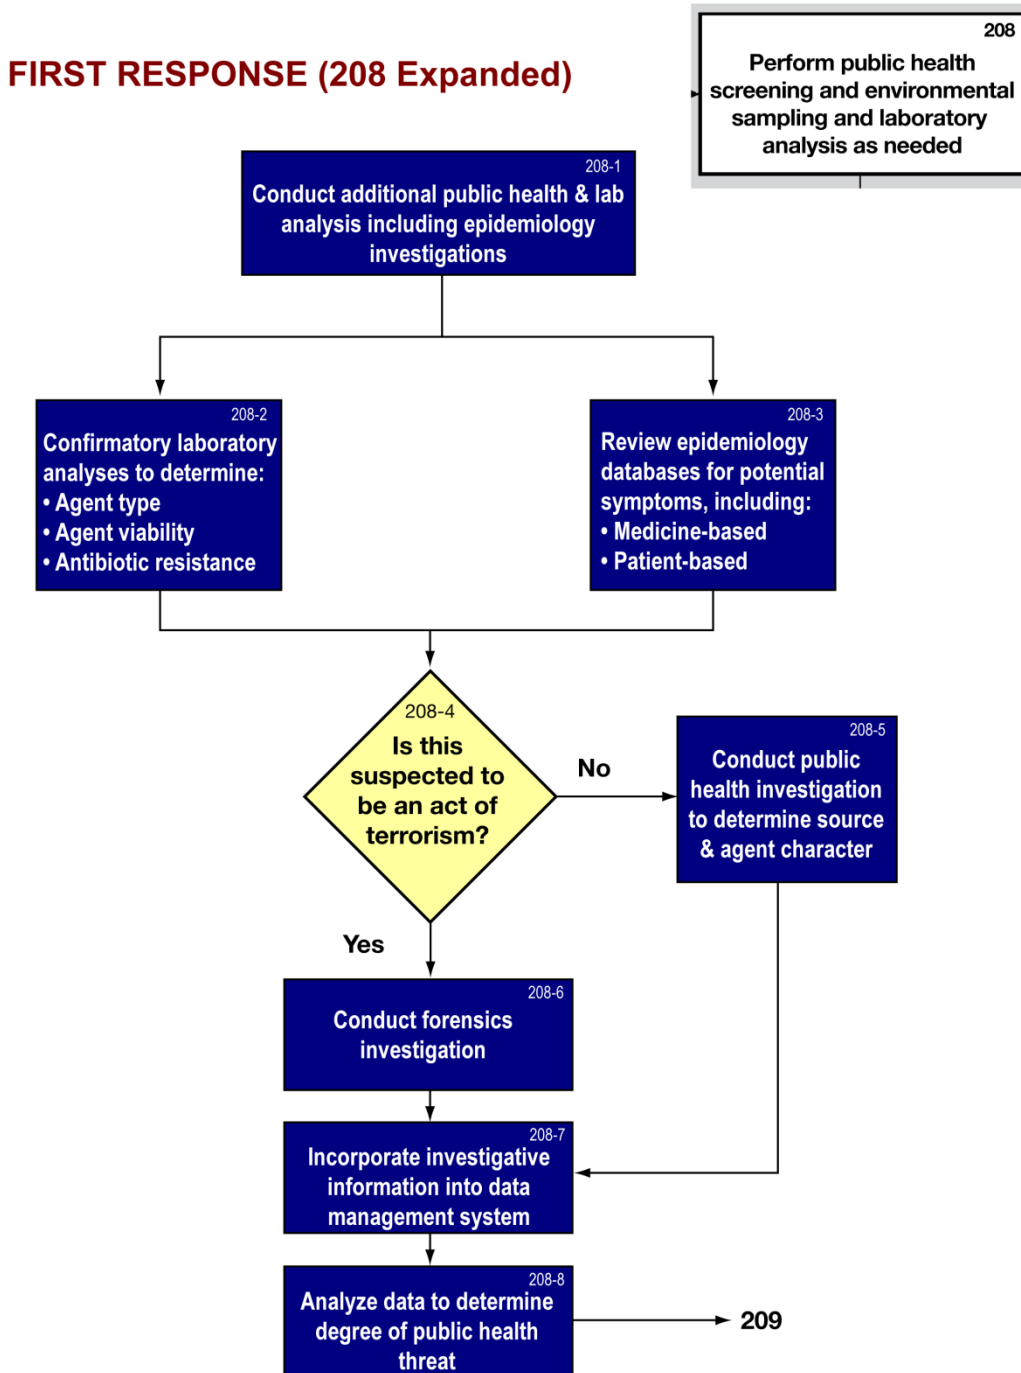 FIRST RESPONSE (208 Expanded)
208
Perform public health
screening and environmental
sampling and laboratory
analysis as needed
208-1
Conduct additional public health & lab
analysis including epidemiology
investigations
208-2
Confirmatory laboratory
analyses to determine:
• Agent type
• Agent viability
• Antibiotic resistance
208-3
Review epidemiology
databases for potential
symptoms, including:
• Medicine-based
• Patient-based
208-4
Is this
suspected to
be an act of
terrorism?
No
208-5
Conduct public
health investigation
to determine source
& agent character
Yes
208-6
Conduct forensics
investigation
208-7
Incorporate investigative
information into data
management system
208-8
Analyze data to determine
degree of public health
threat
209